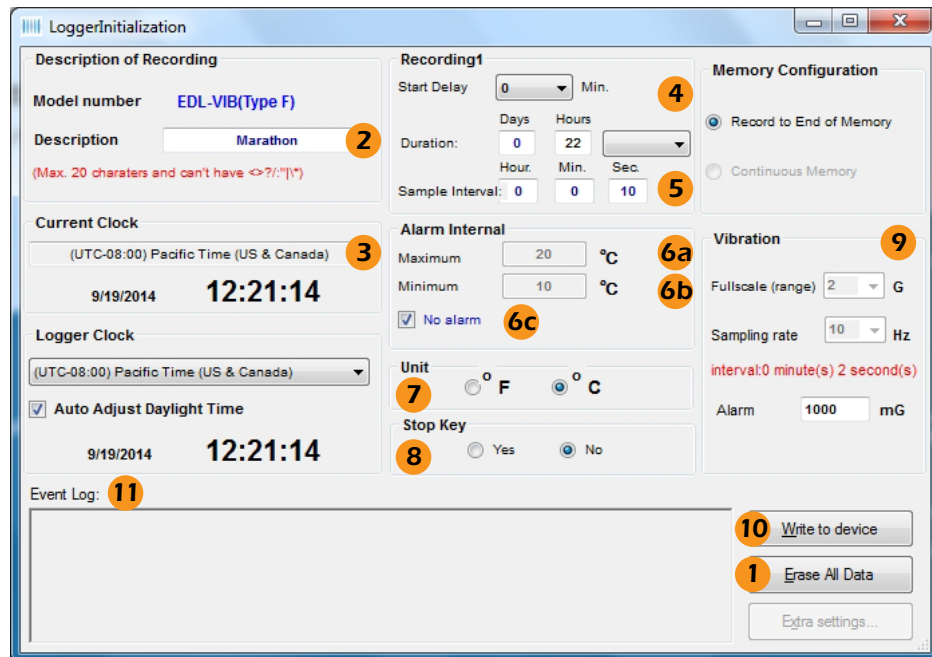 LoggerInitialization
Description of Recording
Model number EDL-VIB(Type F)
Description Marathon 2
(Max. 20 charaters and can't have <>?/:"|\*)
Current Clock
(UTC-08:00) Pacific Time (US & Canada) 3
9/19/2014 12:21:14
Logger Clock
(UTC-08:00) Pacific Time (US & Canada)
Auto Adjust Daylight Time
9/19/2014 12:21:14
Recording1
Start Delay 0 Min. 4
Days Hours
Duration: 0 22
Hour. Min. Sec.
Sample Interval: 0 0 10 5
Alarm Internal
Maximum 20 °C 6a
Minimum 10 °C 6b
No alarm 6c
Unit
7 °F °C
Stop Key
8 Yes No
Memory Configuration
Record to End of Memory
Continuous Memory
Vibration 9
Fullscale (range) 2 G
Sampling rate 10 Hz
interval:0 minute(s) 2 second(s)
Alarm 1000 mG
Event Log: 11
10 Write to device
1 Erase All Data
Extra settings...